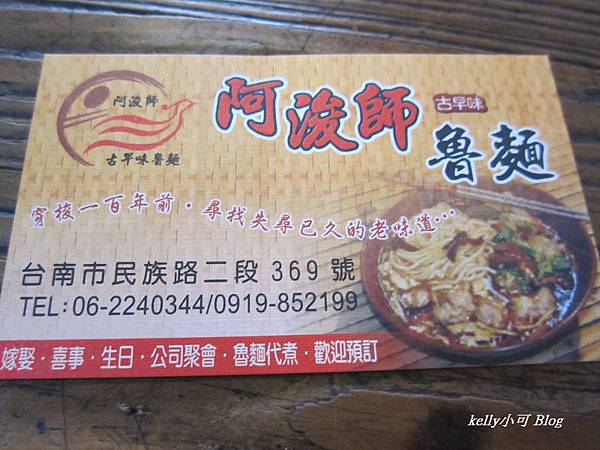 阿浚師
古早味魯麵
阿浚師 古早味
魯麵
穿梭一百年前・尋找失尋已久的老味道…
台南市民族路二段 369 號
TEL:06-2240344/0919-852199
嫁娶・喜事・生日・公司聚會・魯麵代煮・歡迎預訂
kelly小可 Blog